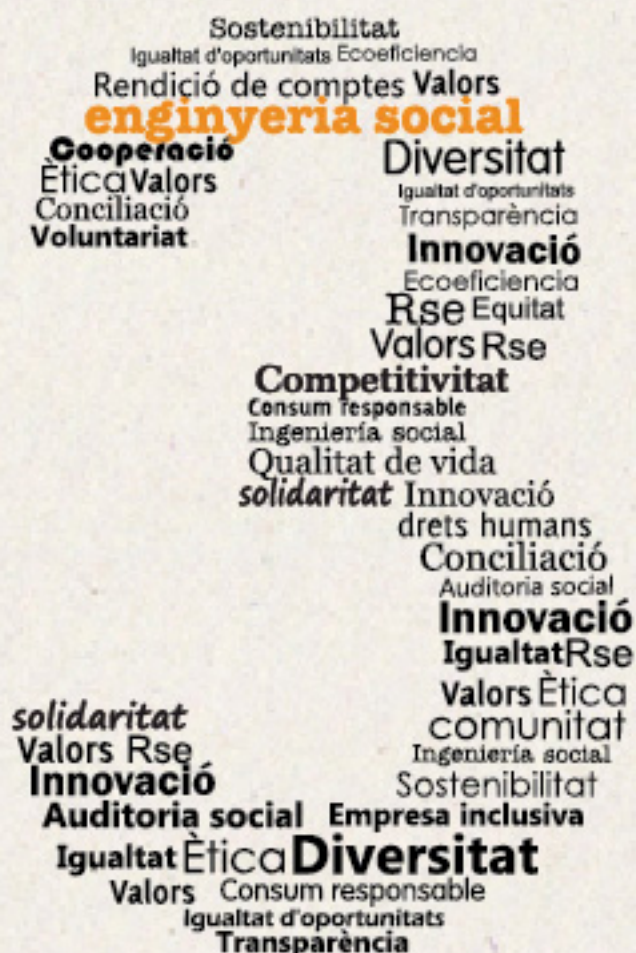 Sostenibilitat
Igualtat d'oportunitats Ecoeficiencia
Rendició de comptes Valors
enginyeria social
Cooperació
Ètica Valors
Conciliació
Voluntariat
Diversitat
Igualtat d'oportunitats
Transparència
Innovació
Ecoeficiencia
Rse Equitat
Valors Rse
Competitivitat
Consum responsable
Ingeniería social
Qualitat de vida
solidaritat Innovació
drets humans
Conciliació
Auditoria social
Innovació
Igualtat Rse
Valors Ètica
comunitat
Ingeniería social
Sostenibilitat
solidaritat
Valors Rse
Innovació
Auditoria social Empresa inclusiva
Igualtat Ètica Diversitat
Valors Consum responsable
Igualtat d'oportunitats
Transparència